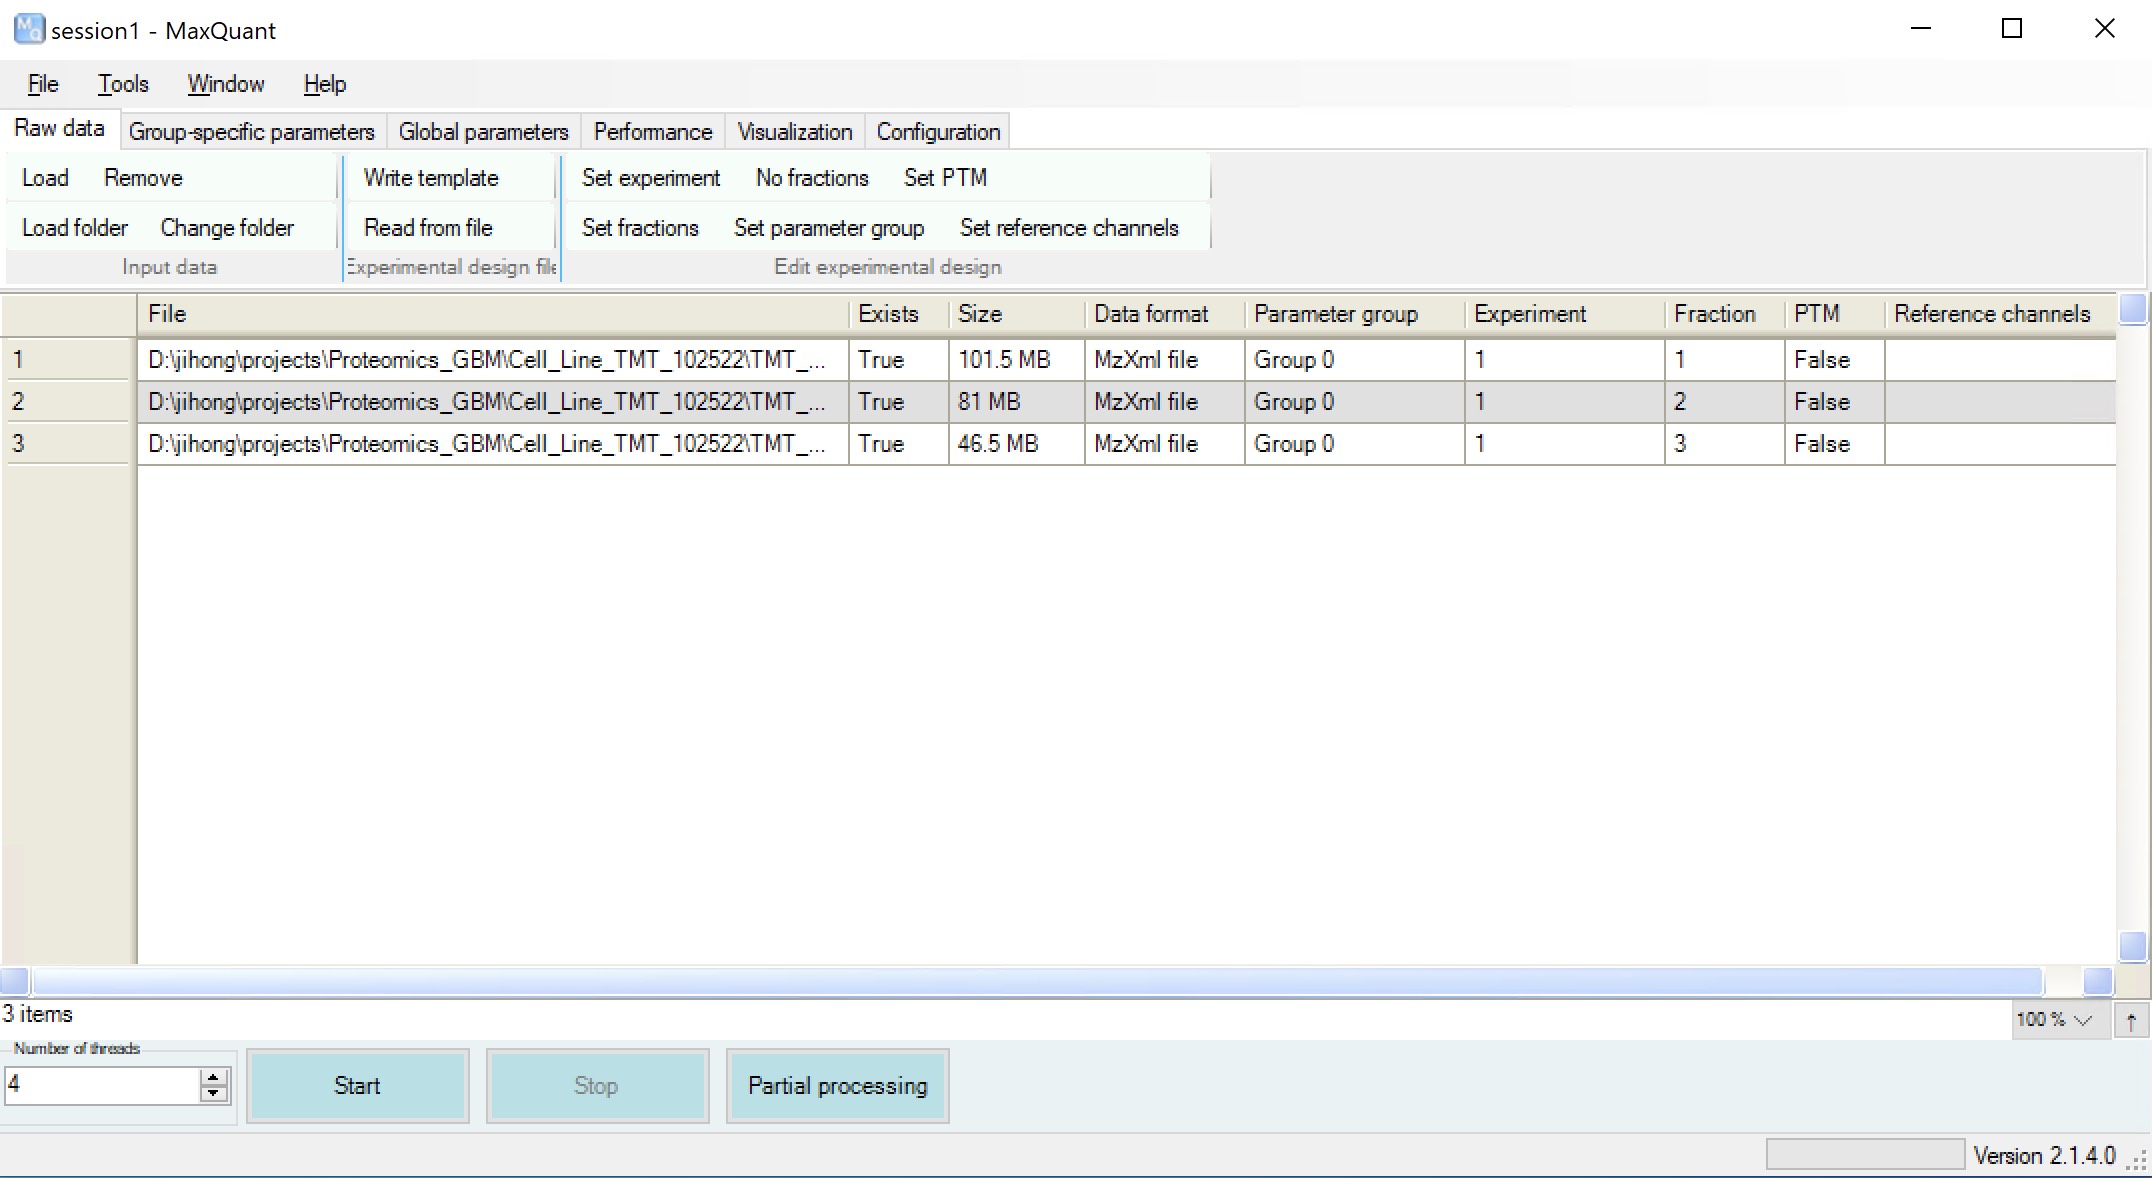 session1 - MaxQuant
File Tools Window Help
Raw data Group-specific parameters Global parameters Performance Visualization Configuration
Load Remove Write template Set experiment No fractions Set PTM
Load folder Change folder Read from file Set fractions Set parameter group Set reference channels
Input data Experimental design file Edit experimental design
File Exists Size Data format Parameter group Experiment Fraction PTM Reference channels
1 D:\jihong\projects\Proteomics_GBM\Cell_Line_TMT_102522\TMT_... True 101.5 MB MzXml file Group 0 1 1 False
2 D:\jihong\projects\Proteomics_GBM\Cell_Line_TMT_102522\TMT_... True 81 MB MzXml file Group 0 1 2 False
3 D:\jihong\projects\Proteomics_GBM\Cell_Line_TMT_102522\TMT_... True 46.5 MB MzXml file Group 0 1 3 False
3 items
100 %
Number of threads
4 Start Stop Partial processing
Version 2.1.4.0